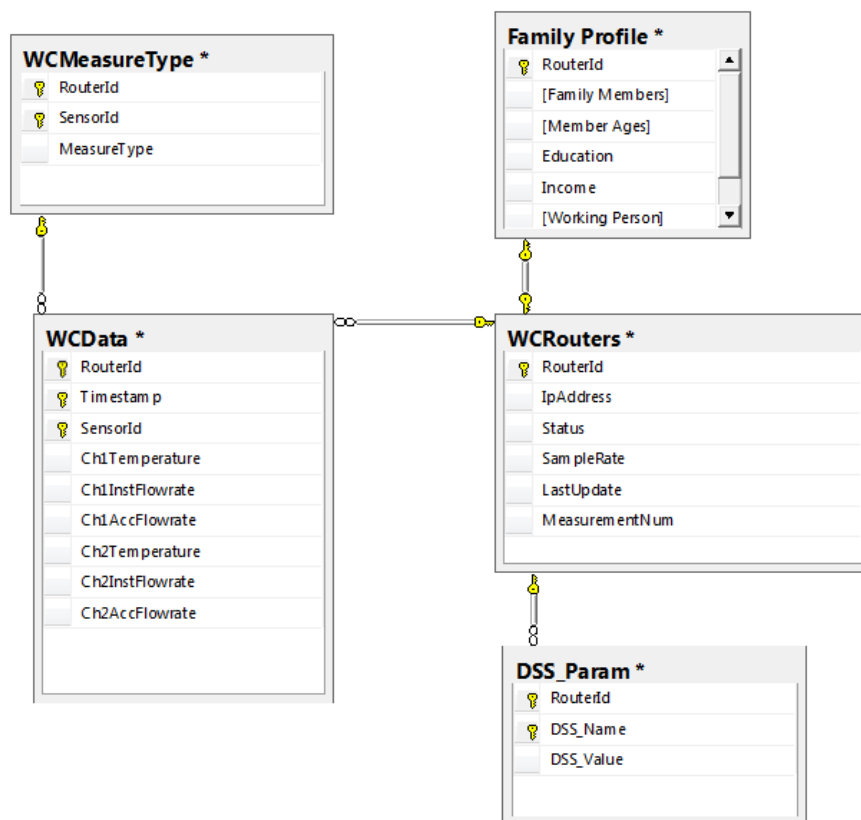 WCMeasureType *
RouterId
SensorId
MeasureType
Family Profile *
RouterId
[Family Members]
[Member Ages]
Education
Income
[Working Person]
WCData *
RouterId
Timestamp
SensorId
Ch1Temperature
Ch1InstFlowrate
Ch1AccFlowrate
Ch2Temperature
Ch2InstFlowrate
Ch2AccFlowrate
WCRouters *
RouterId
IpAddress
Status
SampleRate
LastUpdate
MeasurementNum
DSS_Param *
RouterId
DSS_Name
DSS_Value